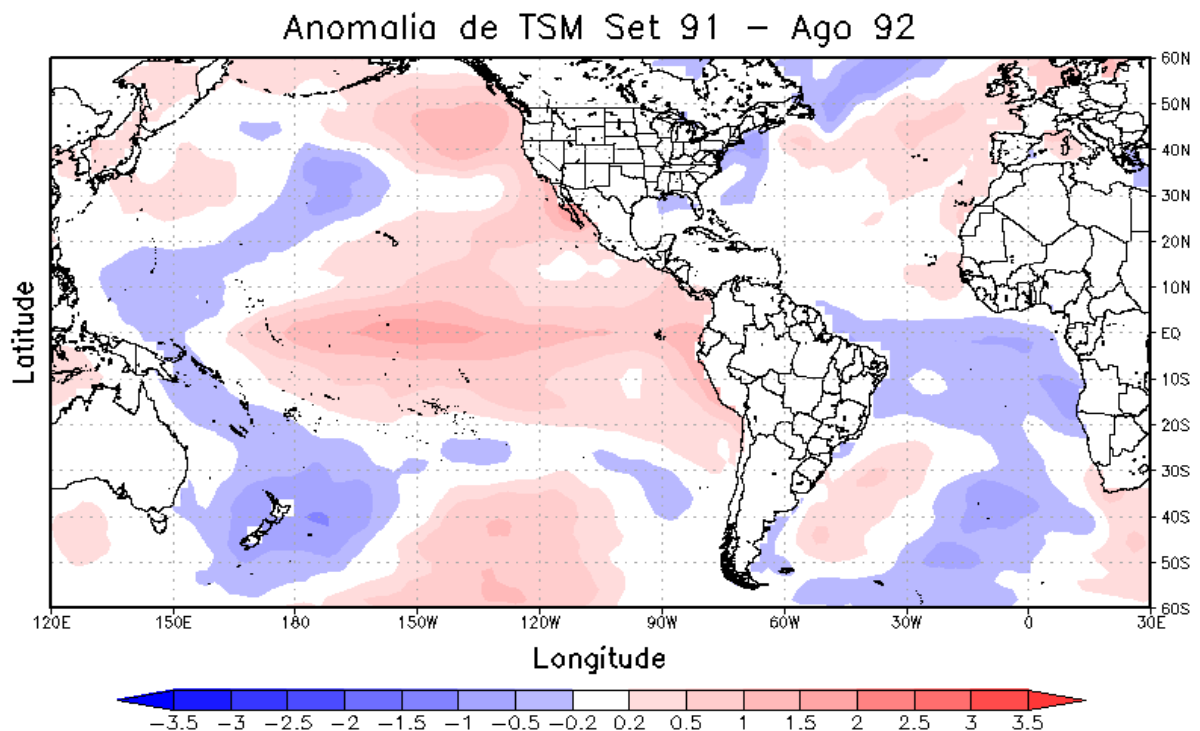 Anomalia de TSM Set 91 – Ago 92
60N
50N
40N
30N
20N
10N
EQ
10S
20S
30S
40S
50S
60S
Latitude
120E 150E 180 150W 120W 90W 60W 30W 0 30E
Longitude
-3.5 -3 -2.5 -2 -1.5 -1 -0.5 -0.2 0.2 0.5 1 1.5 2 2.5 3 3.5